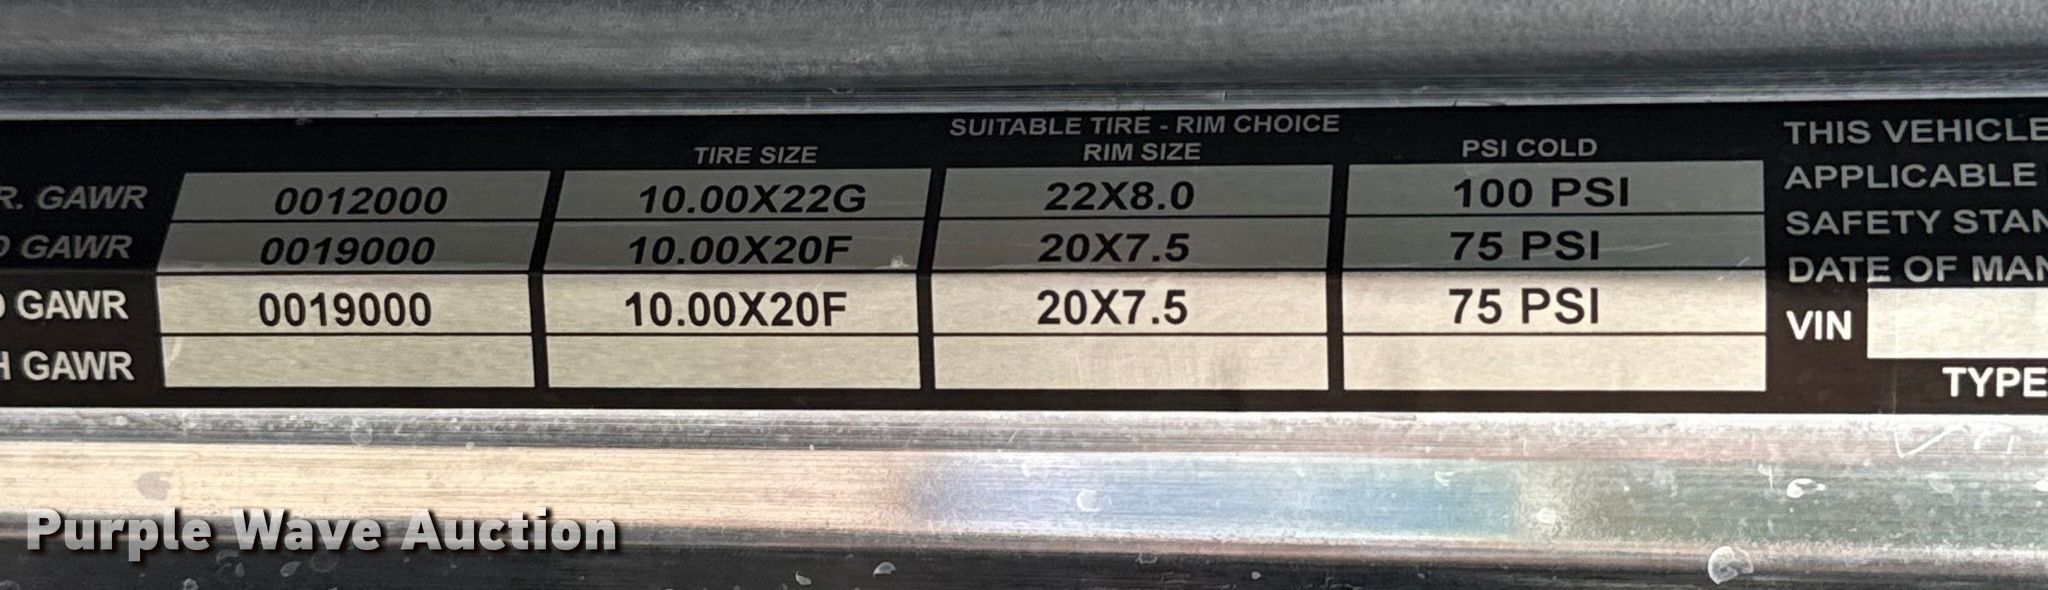 SUITABLE TIRE - RIM CHOICE
TIRE SIZE RIM SIZE PSI COLD
R. GAWR 0012000 10.00X22G 22X8.0 100 PSI
D GAWR 0019000 10.00X20F 20X7.5 75 PSI
D GAWR 0019000 10.00X20F 20X7.5 75 PSI
H GAWR
THIS VEHICLE
APPLICABLE
SAFETY STAN
DATE OF MAN
VIN
TYPE
Purple Wave Auction